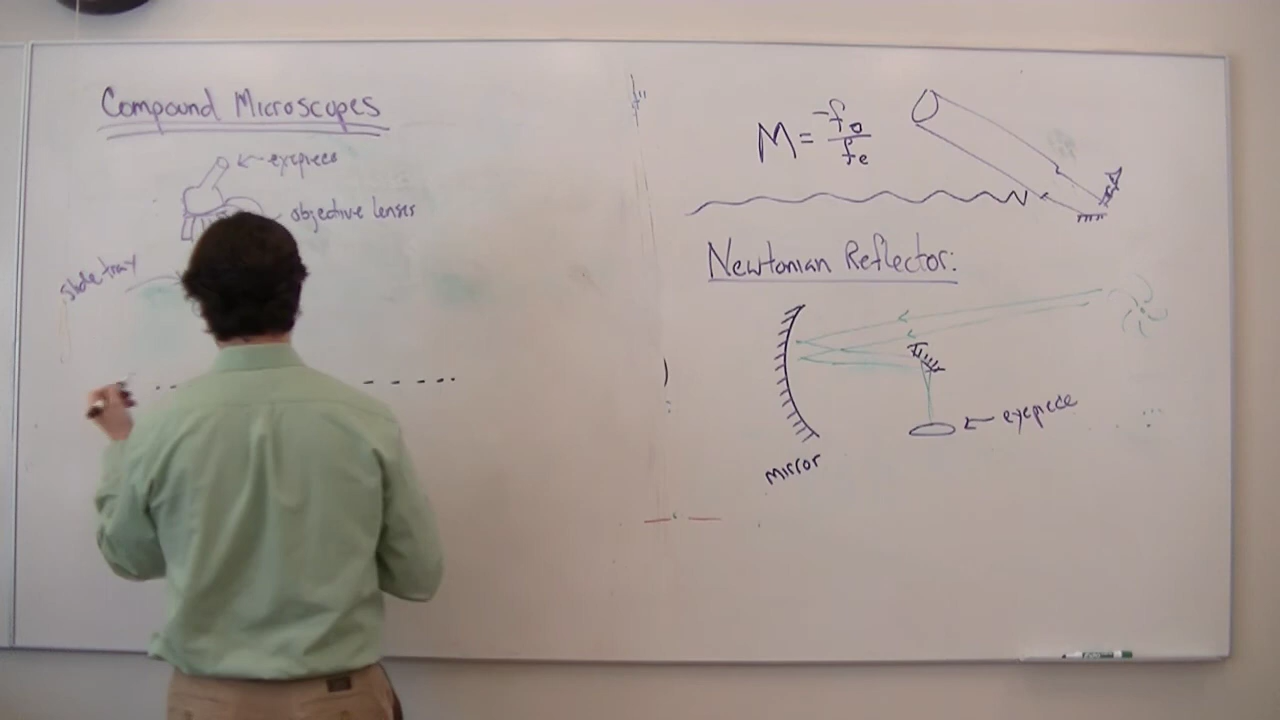 Compound Microscopes
eyepiece
objective lenses
slide tray
M = -fo/fe
Newtonian Reflector:
eyepiece
mirror